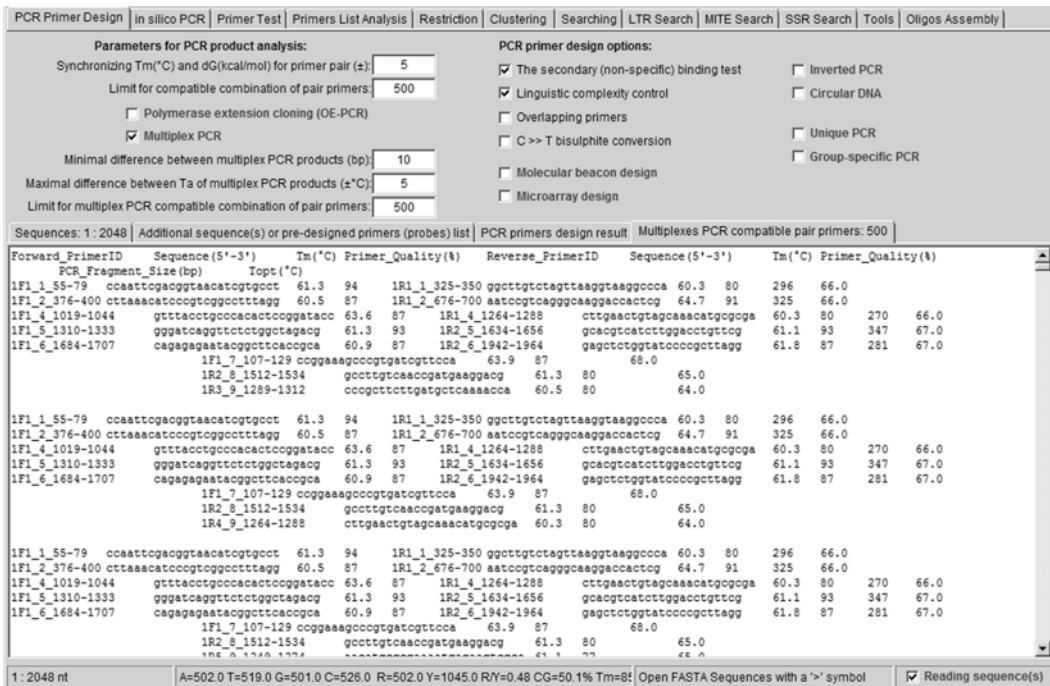 PCR Primer Design in silico PCR Primer Test Primers List Analysis Restriction Clustering Searching LTR Search MITE Search SSR Search Tools Oligos Assembly
Parameters for PCR product analysis:
Synchronizing Tm(°C) and dG(kcal/mol) for primer pair (±): 5
Limit for compatible combination of pair primers: 500
Polymerase extension cloning (OE-PCR)
Multiplex PCR
Minimal difference between multiplex PCR products (bp): 10
Maximal difference between Ta of multiplex PCR products (±°C): 5
Limit for multiplex PCR compatible combination of pair primers: 500
PCR primer design options:
The secondary (non-specific) binding test
Linguistic complexity control
Overlapping primers
C >> T bisulphite conversion
Molecular beacon design
Microarray design
Inverted PCR
Circular DNA
Unique PCR
Group-specific PCR
Sequences: 1 : 2048 Additional sequence(s) or pre-designed primers (probes) list PCR primers design result Multiplexes PCR compatible pair primers: 500
Forward_PrimerID Sequence(5'-3') Tm(°C) Primer_Quality(%) Reverse_PrimerID Sequence(5'-3') Tm(°C) Primer_Quality(%)
PCR_Fragment_Size(bp) Topt(°C)
1F1_1_55-79 ccaattcgacggtaacatcgtgcct 61.3 94 1R1_1_325-350 ggcttgtctagttaaggtaaggccca 60.3 80 296 66.0
1F1_2_376-400 cttaaacatcccgtcggcctttagg 60.5 87 1R1_2_676-700 aatccgtcagggcaaggaccactcg 64.7 91 325 66.0
1F1_4_1019-1044 gtttacctgcccacactccggatacc 63.6 87 1R1_4_1264-1288 cttgaactgtagcaaacatgcgcga 60.3 80 270 66.0
1F1_5_1310-1333 gggatcaggttctctggctagacg 61.3 93 1R2_5_1634-1656 gcacgtcatcttggacctgttcg 61.1 93 347 67.0
1F1_6_1684-1707 cagagagaatacggcttcaccgca 60.9 87 1R2_6_1942-1964 gagctctggtatccccgcttagg 61.8 87 281 67.0
1F1_7_107-129 ccggaaagcccgtgatcgttcca 63.9 87 68.0
1R2_8_1512-1534 gccttgtcaaccgatgaaggacg 61.3 80 65.0
1R3_9_1289-1312 cccgcttcttgatgctcaaaacca 60.5 80 64.0
1F1_1_55-79 ccaattcgacggtaacatcgtgcct 61.3 94 1R1_1_325-350 ggcttgtctagttaaggtaaggccca 60.3 80 296 66.0
1F1_2_376-400 cttaaacatcccgtcggcctttagg 60.5 87 1R1_2_676-700 aatccgtcagggcaaggaccactcg 64.7 91 325 66.0
1F1_4_1019-1044 gtttacctgcccacactccggatacc 63.6 87 1R1_4_1264-1288 cttgaactgtagcaaacatgcgcga 60.3 80 270 66.0
1F1_5_1310-1333 gggatcaggttctctggctagacg 61.3 93 1R2_5_1634-1656 gcacgtcatcttggacctgttcg 61.1 93 347 67.0
1F1_6_1684-1707 cagagagaatacggcttcaccgca 60.9 87 1R2_6_1942-1964 gagctctggtatccccgcttagg 61.8 87 281 67.0
1F1_7_107-129 ccggaaagcccgtgatcgttcca 63.9 87 68.0
1R2_8_1512-1534 gccttgtcaaccgatgaaggacg 61.3 80 65.0
1R4_9_1264-1288 cttgaactgtagcaaacatgcgcga 60.3 80 64.0
1F1_1_55-79 ccaattcgacggtaacatcgtgcct 61.3 94 1R1_1_325-350 ggcttgtctagttaaggtaaggccca 60.3 80 296 66.0
1F1_2_376-400 cttaaacatcccgtcggcctttagg 60.5 87 1R1_2_676-700 aatccgtcagggcaaggaccactcg 64.7 91 325 66.0
1F1_4_1019-1044 gtttacctgcccacactccggatacc 63.6 87 1R1_4_1264-1288 cttgaactgtagcaaacatgcgcga 60.3 80 270 66.0
1F1_5_1310-1333 gggatcaggttctctggctagacg 61.3 93 1R2_5_1634-1656 gcacgtcatcttggacctgttcg 61.1 93 347 67.0
1F1_6_1684-1707 cagagagaatacggcttcaccgca 60.9 87 1R2_6_1942-1964 gagctctggtatccccgcttagg 61.8 87 281 67.0
1F1_7_107-129 ccggaaagcccgtgatcgttcca 63.9 87 68.0
1R2_8_1512-1534 gccttgtcaaccgatgaaggacg 61.3 80 65.0
1 : 2048 nt A=502.0 T=519.0 G=501.0 C=526.0 R=502.0 Y=1045.0 R/Y=0.48 CG=50.1% Tm=85 Open FASTA Sequences with a '>' symbol Reading sequence(s)